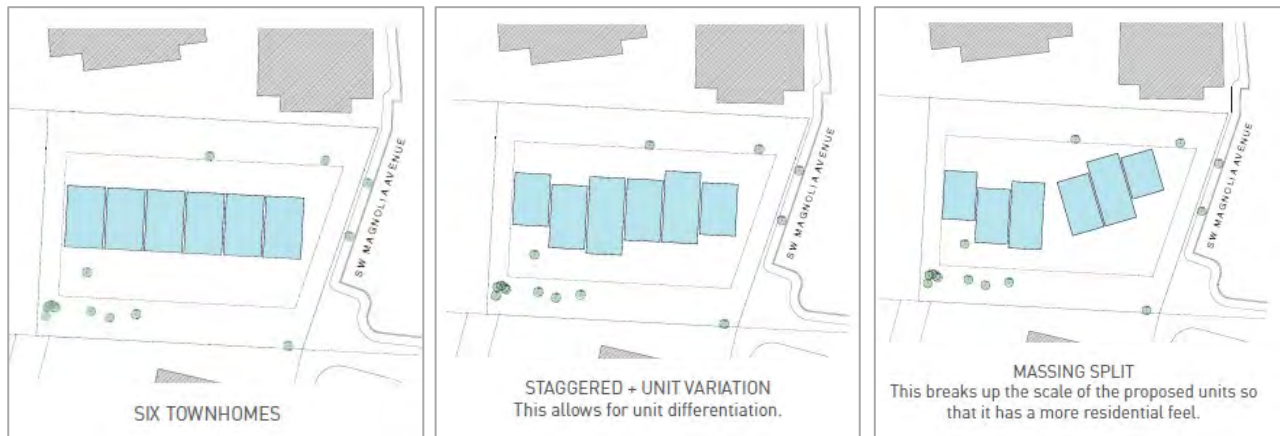 SW MAGNOLIA AVENUE
SIX TOWNHOMES
SW MAGNOLIA AVENUE
STAGGERED + UNIT VARIATION
This allows for unit differentiation.
SW MAGNOLIA AVENUE
MASSING SPLIT
This breaks up the scale of the proposed units so
that it has a more residential feel.